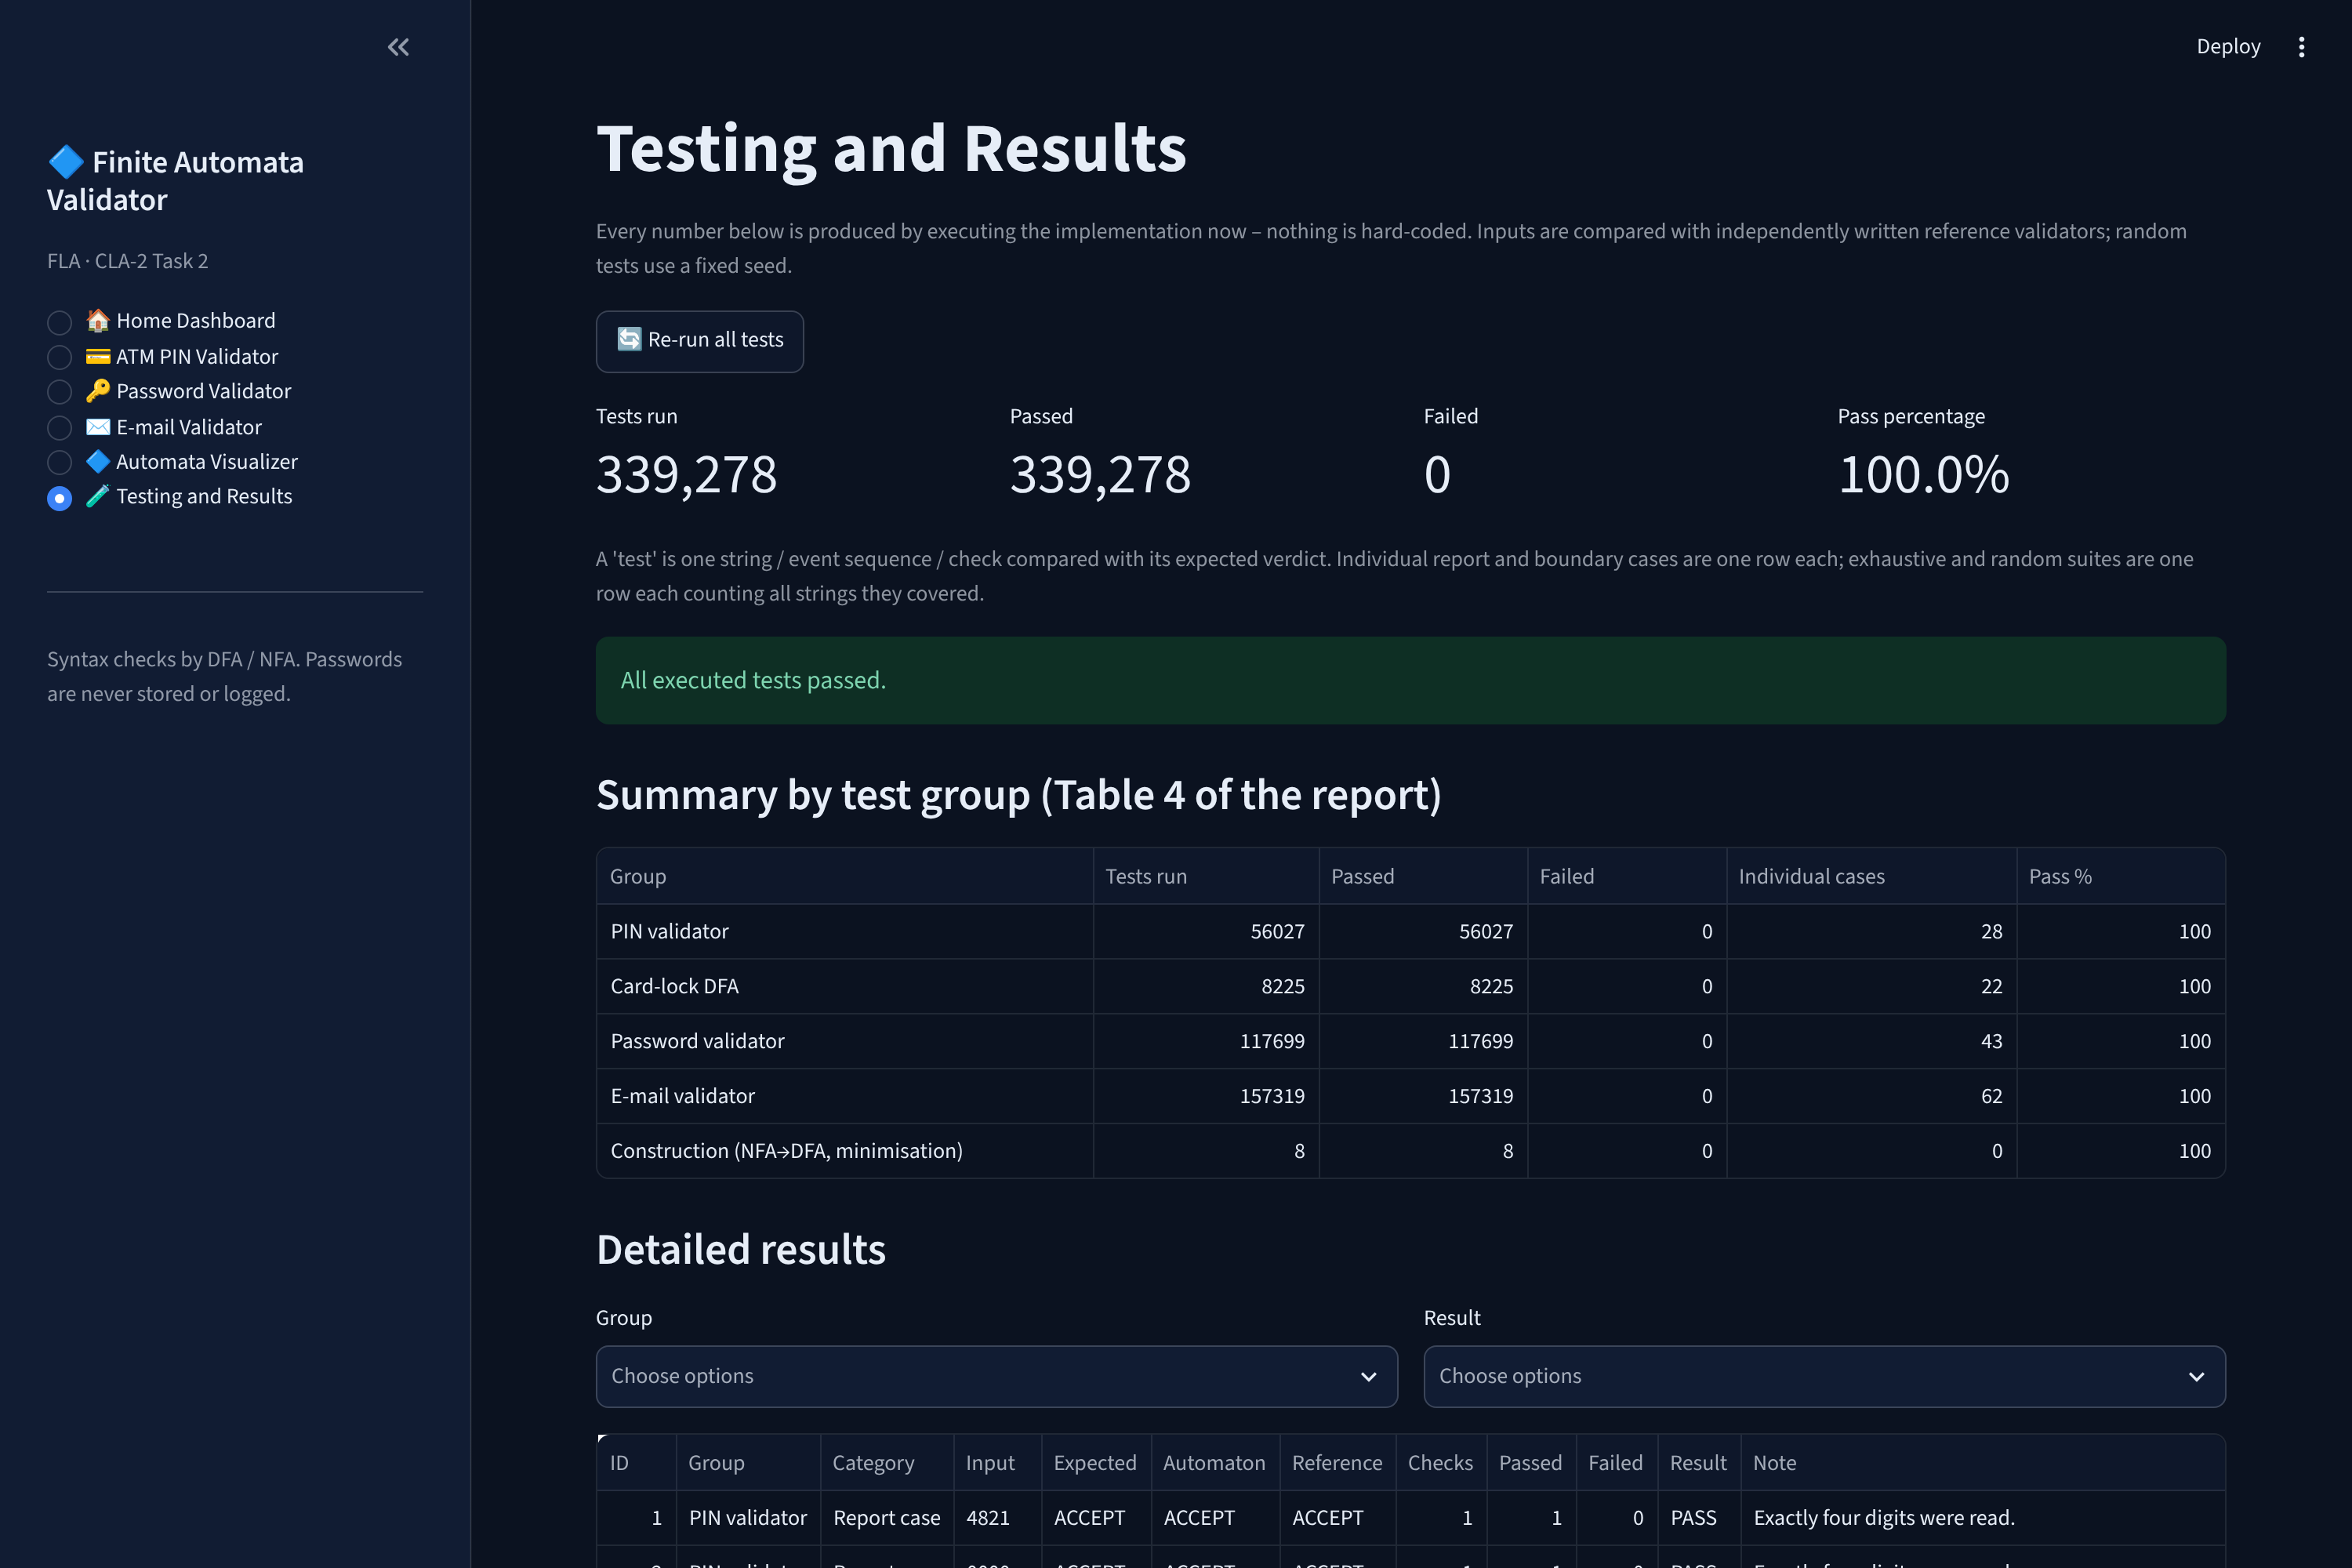 Deploy
Finite Automata
Validator
FLA · CLA-2 Task 2
Home Dashboard
ATM PIN Validator
Password Validator
E-mail Validator
Automata Visualizer
Testing and Results
Syntax checks by DFA / NFA. Passwords
are never stored or logged.
Testing and Results
Every number below is produced by executing the implementation now – nothing is hard-coded. Inputs are compared with independently written reference validators; random
tests use a fixed seed.
Re-run all tests
Tests run Passed Failed Pass percentage
339,278 339,278 0 100.0%
A 'test' is one string / event sequence / check compared with its expected verdict. Individual report and boundary cases are one row each; exhaustive and random suites are one
row each counting all strings they covered.
All executed tests passed.
Summary by test group (Table 4 of the report)
Group Tests run Passed Failed Individual cases Pass %
PIN validator 56027 56027 0 28 100
Card-lock DFA 8225 8225 0 22 100
Password validator 117699 117699 0 43 100
E-mail validator 157319 157319 0 62 100
Construction (NFA→DFA, minimisation) 8 8 0 0 100
Detailed results
Group Result
Choose options Choose options
ID Group Category Input Expected Automaton Reference Checks Passed Failed Result Note
1 PIN validator Report case 4821 ACCEPT ACCEPT ACCEPT 1 1 0 PASS Exactly four digits were read.